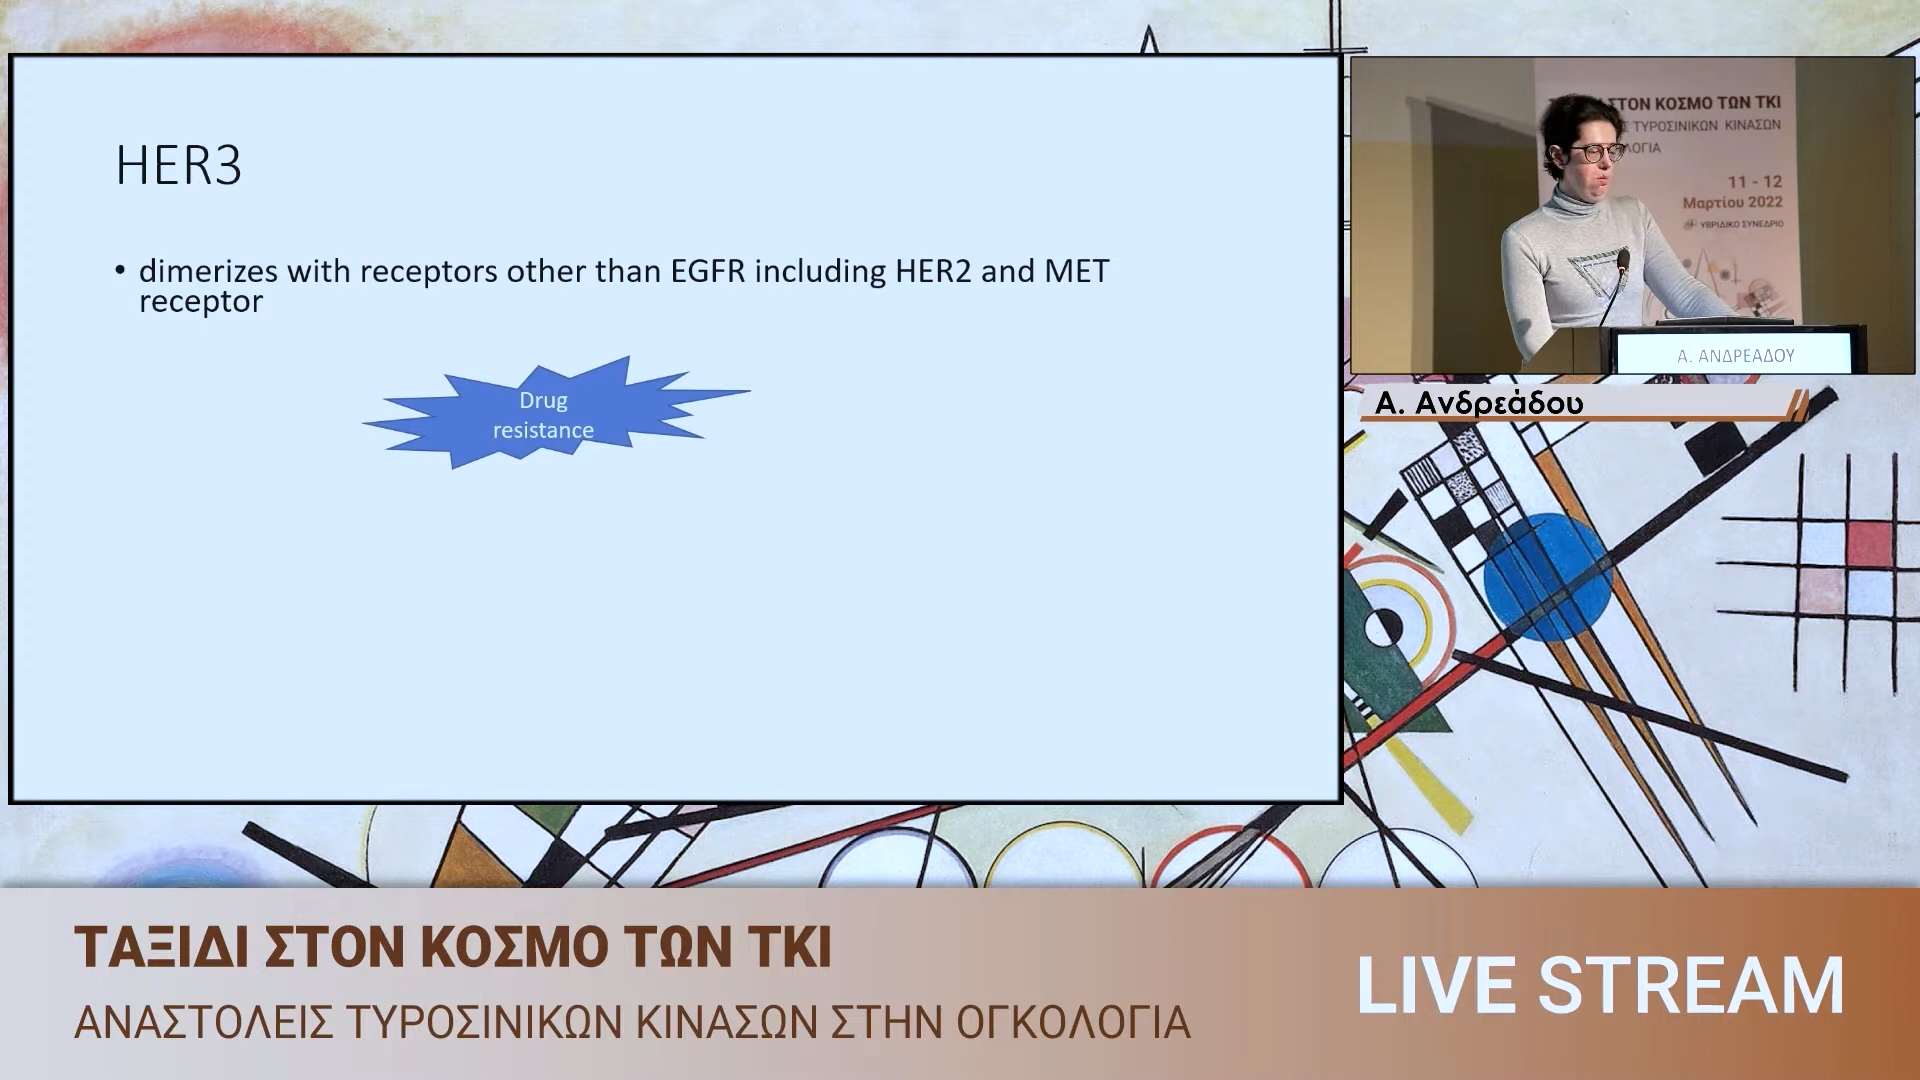 HER3
• dimerizes with receptors other than EGFR including HER2 and MET
receptor
Drug
resistance
ΣΤΟΝ ΚΟΣΜΟ ΤΩΝ ΤΚΙ
ΤΥΡΟΣΙΝΙΚΩΝ ΚΙΝΑΣΩΝ
11 - 12
Μαρτίου 2022
ΥΒΡΙΔΙΚΟ ΣΥΝΕΔΡΙΟ
Α. ΑΝΔΡΕΑΔΟΥ
Α. Ανδρεάδου
ΤΑΞΙΔΙ ΣΤΟΝ ΚΟΣΜΟ ΤΩΝ ΤΚΙ
ΑΝΑΣΤΟΛΕΙΣ ΤΥΡΟΣΙΝΙΚΩΝ ΚΙΝΑΣΩΝ ΣΤΗΝ ΟΓΚΟΛΟΓΙΑ
LIVE STREAM